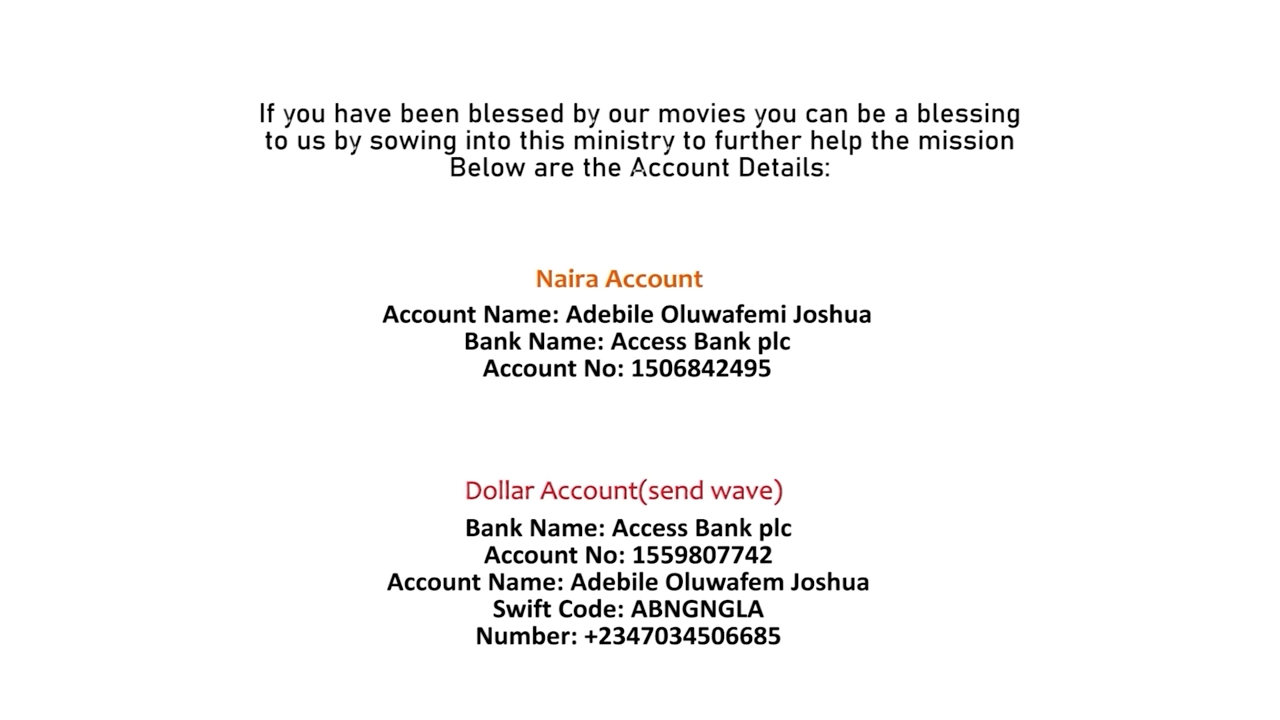 If you have been blessed by our movies you can be a blessing
to us by sowing into this ministry to further help the mission
Below are the Account Details:
Naira Account
Account Name: Adebile Oluwafemi Joshua
Bank Name: Access Bank plc
Account No: 1506842495
Dollar Account(send wave)
Bank Name: Access Bank plc
Account No: 1559807742
Account Name: Adebile Oluwafem Joshua
Swift Code: ABNGNGLA
Number: +2347034506685